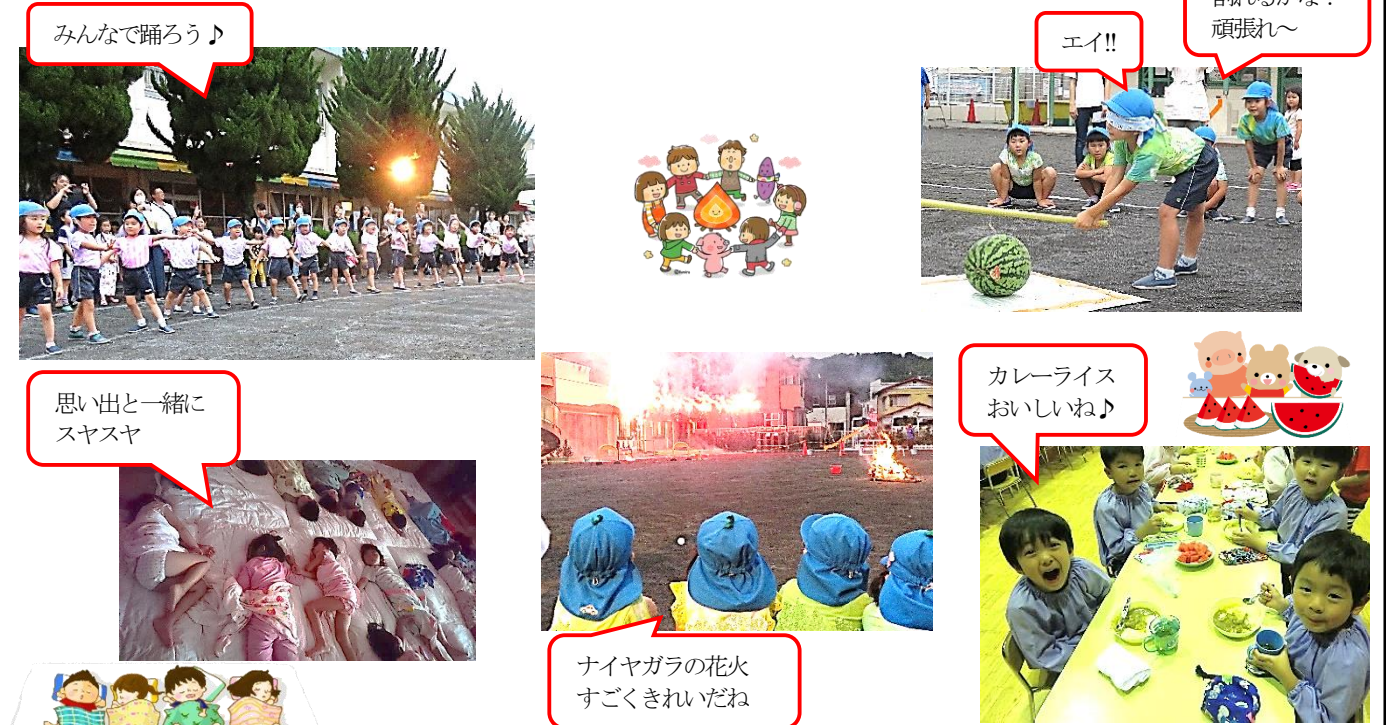 みんなで踊ろう♪
エイ!!
頑張れ～
思い出と一緒に
スヤスヤ
カレーライス
おいしいね♪
ナイヤガラの花火
すごくきれいだね